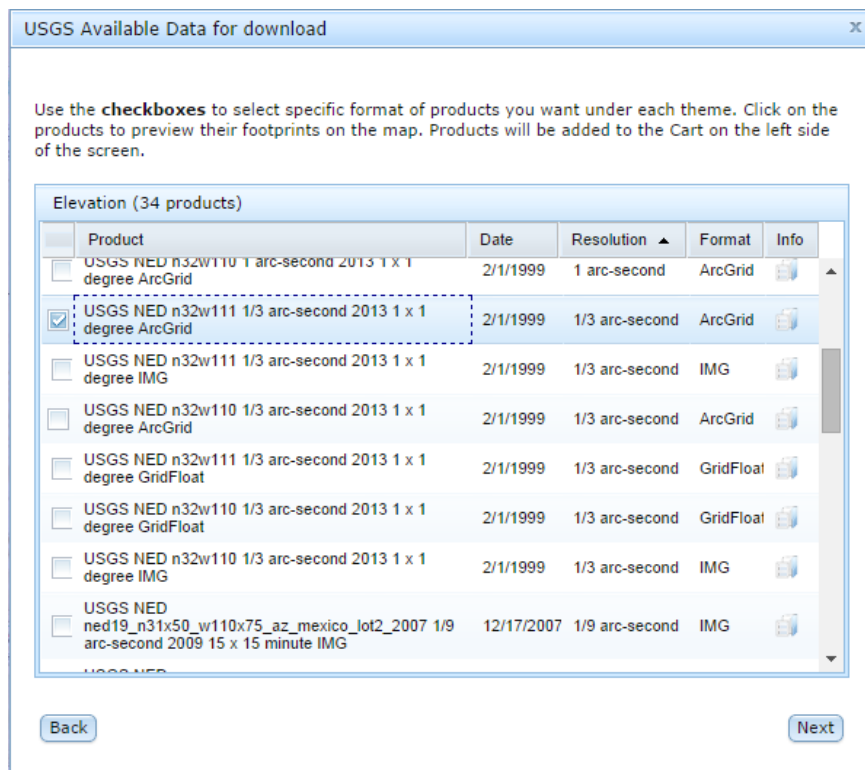 USGS Available Data for download
x
Use the checkboxes to select specific format of products you want under each theme. Click on the
products to preview their footprints on the map. Products will be added to the Cart on the left side
of the screen.
Elevation (34 products)
Product Date Resolution ▲ Format Info
USGS NED n32w110 1 arc-second 2013 1 x 1
degree ArcGrid
2/1/1999 1 arc-second ArcGrid
USGS NED n32w111 1/3 arc-second 2013 1 x 1
degree ArcGrid
2/1/1999 1/3 arc-second ArcGrid
USGS NED n32w111 1/3 arc-second 2013 1 x 1
degree IMG
2/1/1999 1/3 arc-second IMG
USGS NED n32w110 1/3 arc-second 2013 1 x 1
degree ArcGrid
2/1/1999 1/3 arc-second ArcGrid
USGS NED n32w111 1/3 arc-second 2013 1 x 1
degree GridFloat
2/1/1999 1/3 arc-second GridFloat
USGS NED n32w110 1/3 arc-second 2013 1 x 1
degree GridFloat
2/1/1999 1/3 arc-second GridFloat
USGS NED n32w110 1/3 arc-second 2013 1 x 1
degree IMG
2/1/1999 1/3 arc-second IMG
USGS NED
ned19_n31x50_w110x75_az_mexico_lot2_2007 1/9
arc-second 2009 15 x 15 minute IMG
12/17/2007 1/9 arc-second IMG
Back
Next